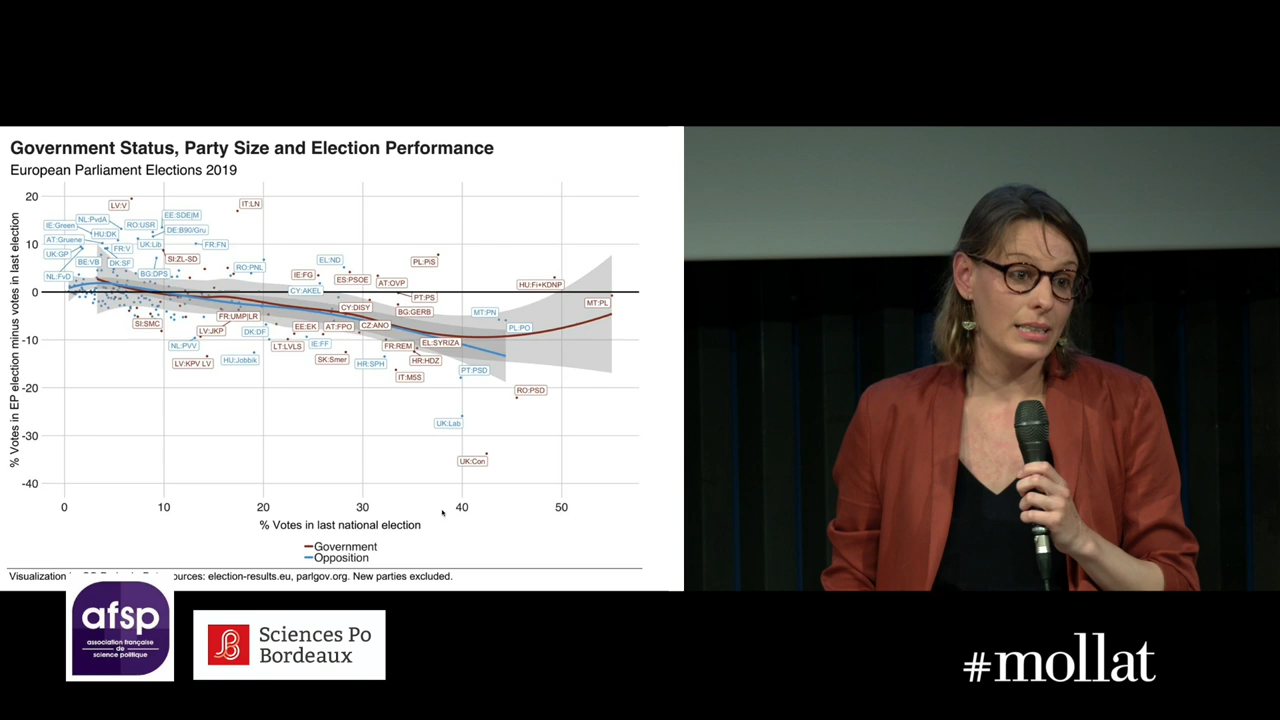 Government Status, Party Size and Election Performance
European Parliament Elections 2019
% Votes in EP election minus votes in last election
20
10
0
-10
-20
-30
-40
LV:V
IT:LN
NL:PvdA
EE:SDE|M
IE:Green
RO:USR
DE:B90/Gru
HU:DK
AT:Gruene
UK:Lib
FR:FN
UK:GP
FR:V
SI:ZL-SD
EL:ND
PL:PiS
BE:VB
DK:SF
RO:PNL
NL:FvD
BG:DPS
IE:FG
ES:PSOE
AT:OVP
HU:Fi+KDNP
CY:AKEL
PT:PS
MT:PL
CY:DISY
BG:GERB
MT:PN
FR:UMP|LR
SI:SMC
LV:JKP
DK:DF
EE:EK
AT:FPO
CZ:ANO
PL:PO
NL:PVV
LT:LVLS
IE:FF
FR:REM
EL:SYRIZA
LV:KPV LV
HU:Jobbik
SK:Smer
HR:SPH
HR:HDZ
IT:M5S
PT:PSD
RO:PSD
UK:Lab
UK:Con
0 10 20 30 40 50
% Votes in last national election
Government
Opposition
Visualization
sources: election-results.eu, parlgov.org. New parties excluded.
afsp
association française
de
science politique
Sciences Po
Bordeaux
#mollat